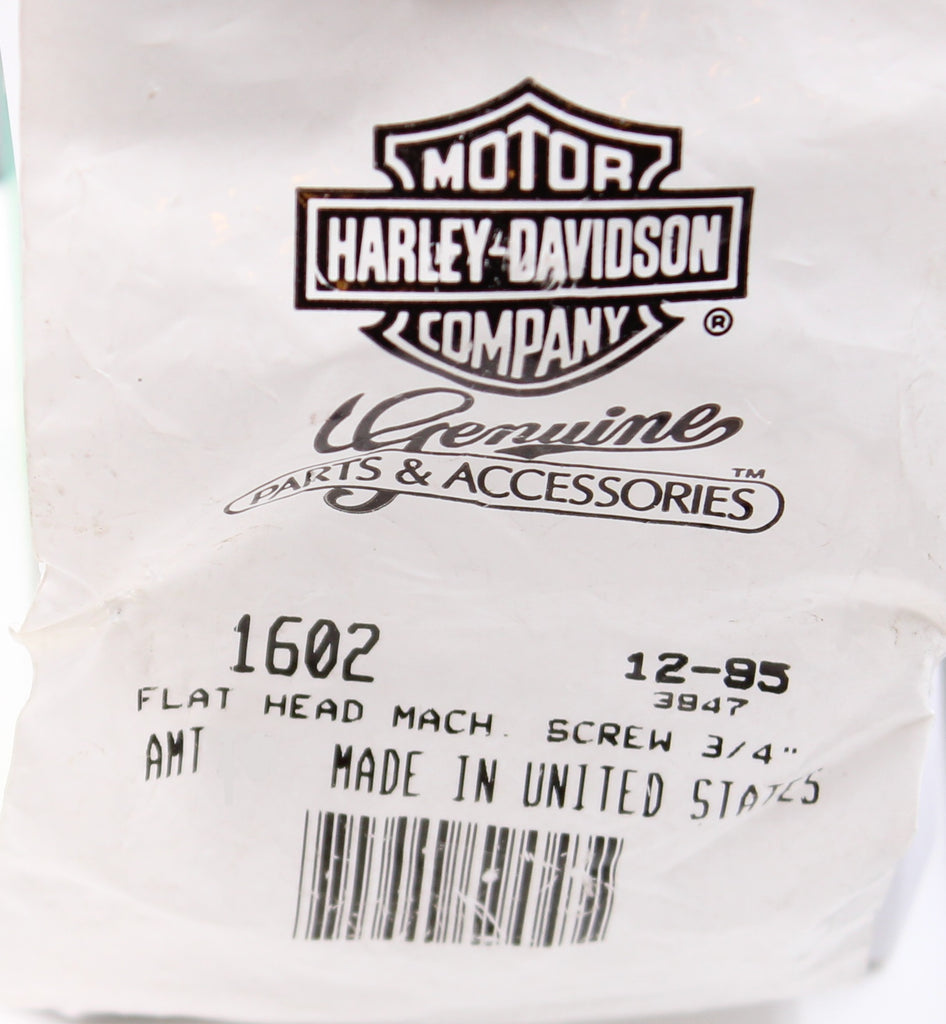 MOTOR
HARLEY-DAVIDSON
COMPANY ®
Genuine
PARTS & ACCESSORIES ™
1602 12-95
3947
FLAT HEAD MACH. SCREW 3/4"
AMT MADE IN UNITED STATES